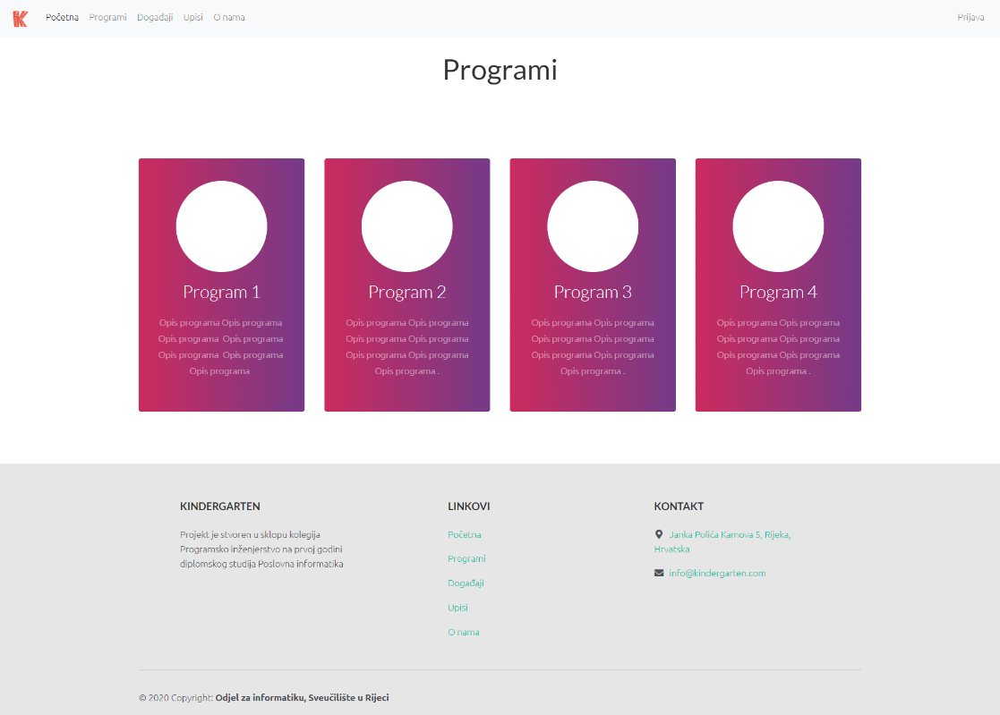 K
Početna Programi Događaji Upisi O nama Prijava
Programi
Program 1
Opis programa Opis programa
Opis programa Opis programa
Opis programa Opis programa
Opis programa
Program 2
Opis programa Opis programa
Opis programa Opis programa
Opis programa Opis programa
Opis programa .
Program 3
Opis programa Opis programa
Opis programa Opis programa
Opis programa Opis programa
Opis programa .
Program 4
Opis programa Opis programa
Opis programa Opis programa
Opis programa Opis programa
Opis programa .
KINDERGARTEN
Projekt je stvoren u sklopu kolegija
Programsko inženjerstvo na prvoj godini
diplomskog studija Poslovna informatika
LINKOVI
Početna
Programi
Događaji
Upisi
O nama
KONTAKT
Janka Polića Kamova 5, Rijeka,
Hrvatska
info@kindergarten.com
© 2020 Copyright: Odjel za informatiku, Sveučilište u Rijeci